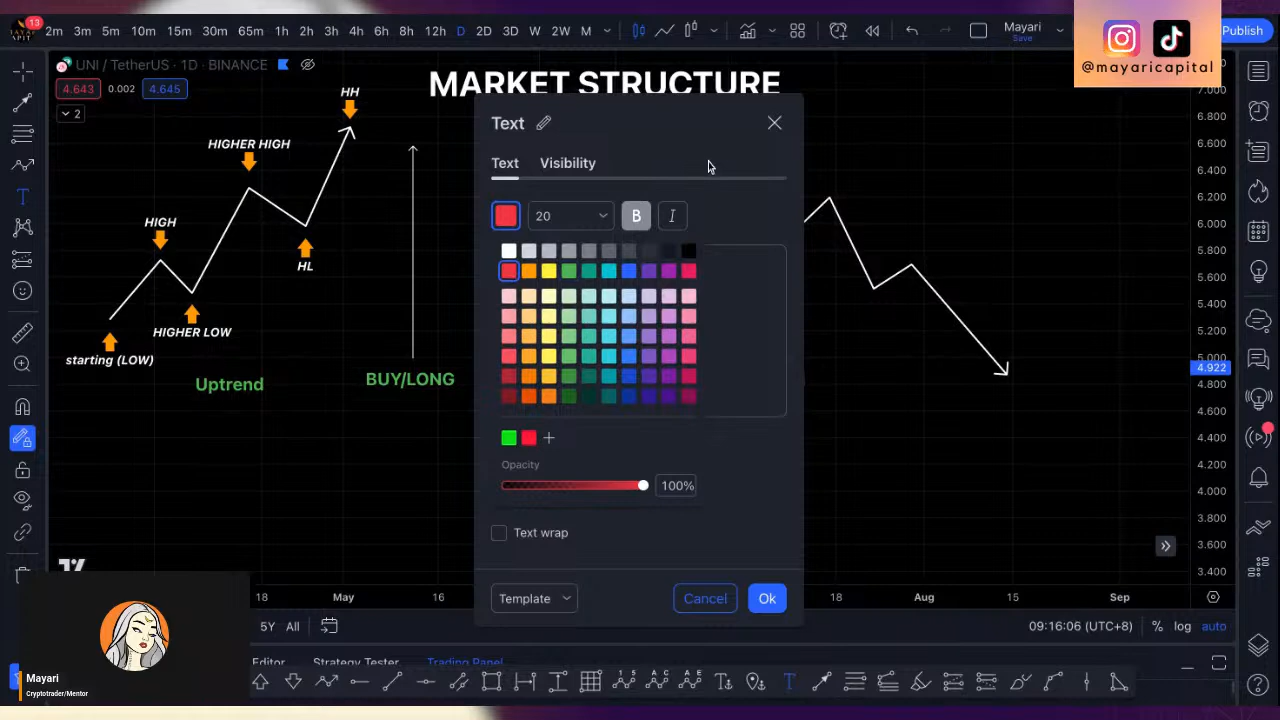 13
2m 3m 5m 10m 15m 30m 65m 1h 2h 3h 4h 6h 8h 12h D 2D 3D W 2W M
Mayari
Save
Publish
@mayaricapital
UNI / TetherUS · 1D · BINANCE
4.643 0.002 4.645
2
MARKET STRUCTURE
HH
HIGHER HIGH
HIGH
HL
HIGHER LOW
starting (LOW)
Uptrend
BUY/LONG
Text
Text Visibility
20 B I
Opacity
100%
Text wrap
Template
Cancel Ok
7.000
6.800
6.600
6.400
6.200
6.000
5.800
5.600
5.400
5.200
5.000
4.922
4.800
4.600
4.400
4.200
4.000
3.800
3.600
3.400
18 May 16 18 Aug 15 Sep
5Y All
09:16:06 (UTC+8) % log auto
Editor Strategy Tester Trading Panel
Mayari
Cryptotrader/Mentor